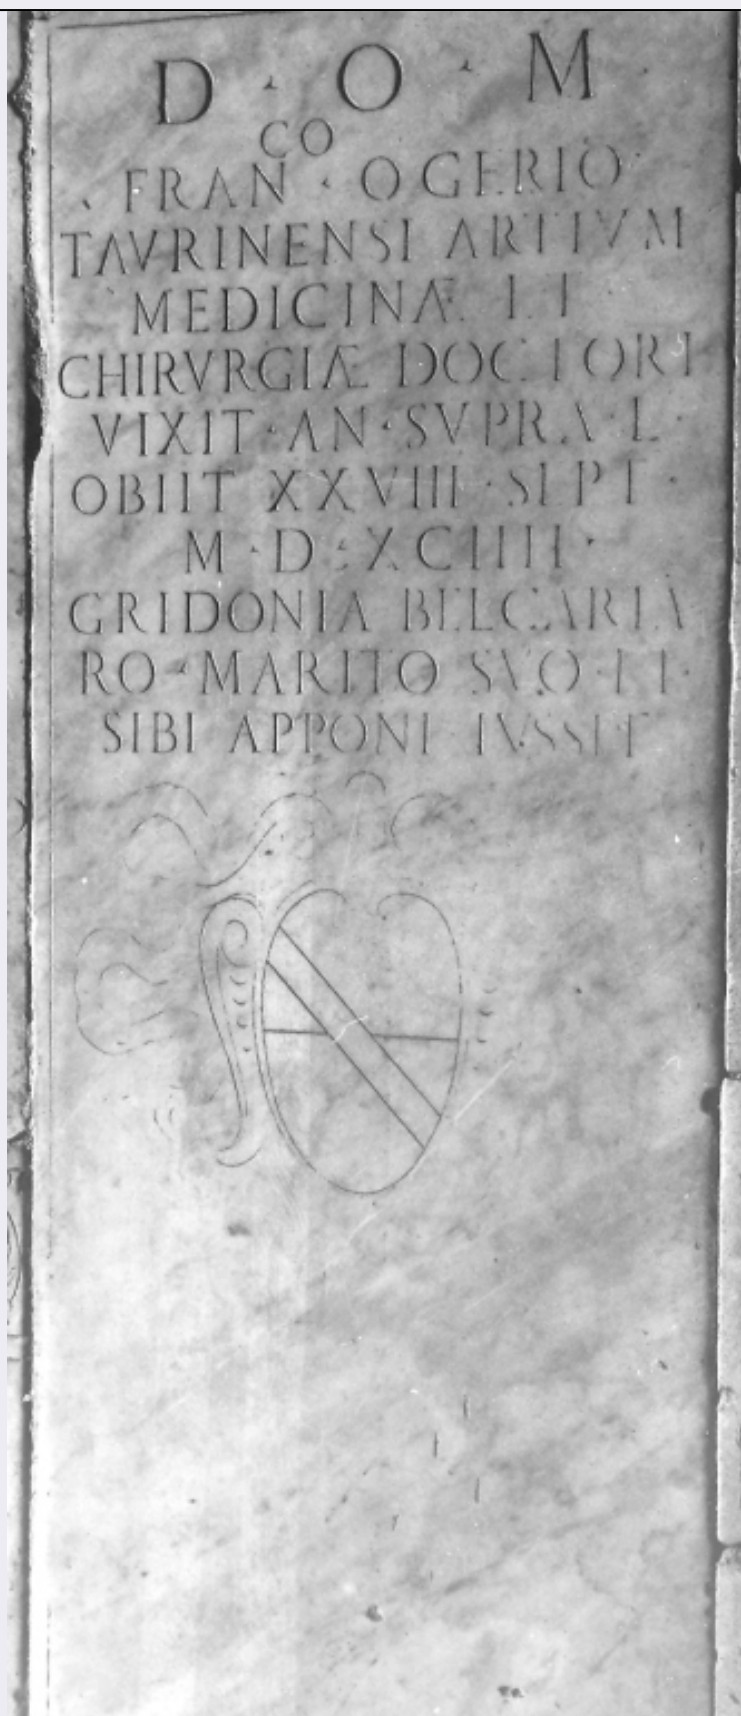 D · O · M ·
CO
· FRAN · OGERIO
TAVRINENSI ARTIVM
MEDICINÆ ET
CHIRVRGIÆ DOCTORI
VIXIT · AN · SVPRA · L ·
OBIIT XXVIII · SEPT ·
M · D · XCIIII ·
GRIDONIA BELCARIA
RO · MARITO SVO · ET ·
SIBI APPONI IVSSIT